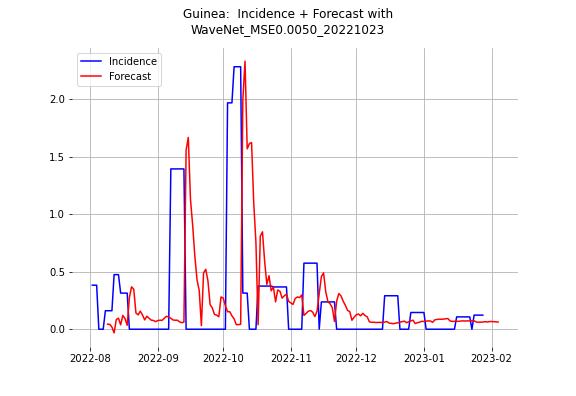 Guinea:  Incidence + Forecast with
WaveNet_MSE0.0050_20221023
Incidence
Forecast
2.0
1.5
1.0
0.5
0.0
2022-08 2022-09 2022-10 2022-11 2022-12 2023-01 2023-02